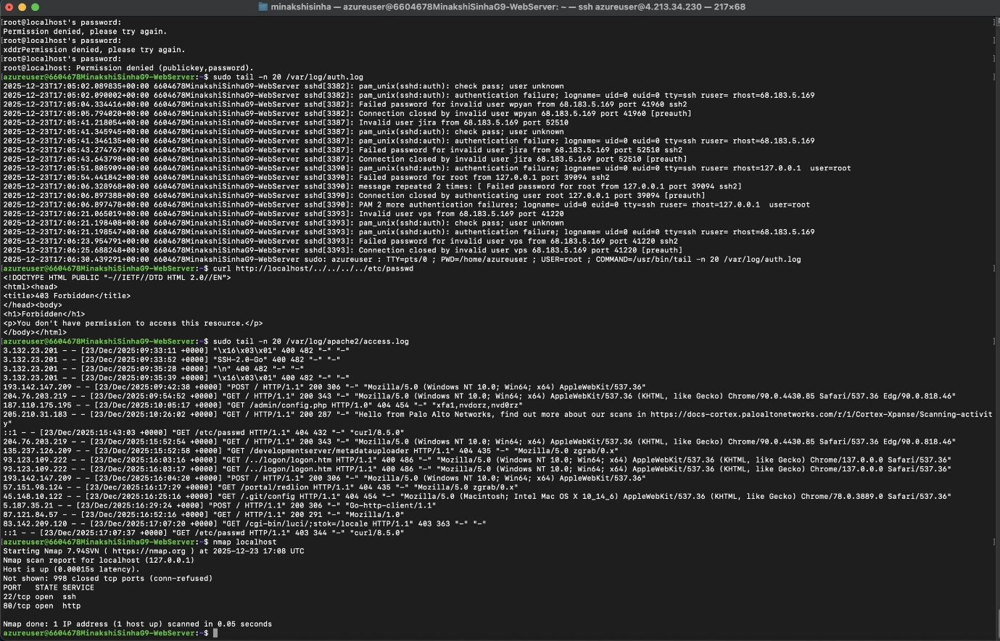 minakshisinha — azureuser@6604678MinakshiSinhaG9-WebServer: ~ — ssh azureuser@4.213.34.230 — 217×68
[root@localhost's password: ]
Permission denied, please try again.
[root@localhost's password: ]
xddrPermission denied, please try again.
[root@localhost's password: ]
root@localhost: Permission denied (publickey,password).
[azureuser@6604678MinakshiSinhaG9-WebServer:~$ sudo tail -n 20 /var/log/auth.log ]
2025-12-23T17:05:02.089835+00:00 6604678MinakshiSinhaG9-WebServer sshd[3382]: pam_unix(sshd:auth): check pass; user unknown
2025-12-23T17:05:02.090002+00:00 6604678MinakshiSinhaG9-WebServer sshd[3382]: pam_unix(sshd:auth): authentication failure; logname= uid=0 euid=0 tty=ssh ruser= rhost=68.183.5.169
2025-12-23T17:05:04.334416+00:00 6604678MinakshiSinhaG9-WebServer sshd[3382]: Failed password for invalid user wpyan from 68.183.5.169 port 41960 ssh2
2025-12-23T17:05:05.794020+00:00 6604678MinakshiSinhaG9-WebServer sshd[3382]: Connection closed by invalid user wpyan 68.183.5.169 port 41960 [preauth]
2025-12-23T17:05:41.218054+00:00 6604678MinakshiSinhaG9-WebServer sshd[3387]: Invalid user jira from 68.183.5.169 port 52510
2025-12-23T17:05:41.345945+00:00 6604678MinakshiSinhaG9-WebServer sshd[3387]: pam_unix(sshd:auth): check pass; user unknown
2025-12-23T17:05:41.346135+00:00 6604678MinakshiSinhaG9-WebServer sshd[3387]: pam_unix(sshd:auth): authentication failure; logname= uid=0 euid=0 tty=ssh ruser= rhost=68.183.5.169
2025-12-23T17:05:43.274767+00:00 6604678MinakshiSinhaG9-WebServer sshd[3387]: Failed password for invalid user jira from 68.183.5.169 port 52510 ssh2
2025-12-23T17:05:43.643798+00:00 6604678MinakshiSinhaG9-WebServer sshd[3387]: Connection closed by invalid user jira 68.183.5.169 port 52510 [preauth]
2025-12-23T17:05:51.805909+00:00 6604678MinakshiSinhaG9-WebServer sshd[3390]: pam_unix(sshd:auth): authentication failure; logname= uid=0 euid=0 tty=ssh ruser= rhost=127.0.0.1  user=root
2025-12-23T17:05:54.441842+00:00 6604678MinakshiSinhaG9-WebServer sshd[3390]: Failed password for root from 127.0.0.1 port 39094 ssh2
2025-12-23T17:06:06.328968+00:00 6604678MinakshiSinhaG9-WebServer sshd[3390]: message repeated 2 times: [ Failed password for root from 127.0.0.1 port 39094 ssh2]
2025-12-23T17:06:06.897388+00:00 6604678MinakshiSinhaG9-WebServer sshd[3390]: Connection closed by authenticating user root 127.0.0.1 port 39094 [preauth]
2025-12-23T17:06:06.897478+00:00 6604678MinakshiSinhaG9-WebServer sshd[3390]: PAM 2 more authentication failures; logname= uid=0 euid=0 tty=ssh ruser= rhost=127.0.0.1  user=root
2025-12-23T17:06:21.065019+00:00 6604678MinakshiSinhaG9-WebServer sshd[3393]: Invalid user vps from 68.183.5.169 port 41220
2025-12-23T17:06:21.198408+00:00 6604678MinakshiSinhaG9-WebServer sshd[3393]: pam_unix(sshd:auth): check pass; user unknown
2025-12-23T17:06:21.198547+00:00 6604678MinakshiSinhaG9-WebServer sshd[3393]: pam_unix(sshd:auth): authentication failure; logname= uid=0 euid=0 tty=ssh ruser= rhost=68.183.5.169
2025-12-23T17:06:23.954791+00:00 6604678MinakshiSinhaG9-WebServer sshd[3393]: Failed password for invalid user vps from 68.183.5.169 port 41220 ssh2
2025-12-23T17:06:25.688248+00:00 6604678MinakshiSinhaG9-WebServer sshd[3393]: Connection closed by invalid user vps 68.183.5.169 port 41220 [preauth]
2025-12-23T17:06:30.439291+00:00 6604678MinakshiSinhaG9-WebServer sudo: azureuser : TTY=pts/0 ; PWD=/home/azureuser ; USER=root ; COMMAND=/usr/bin/tail -n 20 /var/log/auth.log
[azureuser@6604678MinakshiSinhaG9-WebServer:~$ curl http://localhost/../../../../etc/passwd ]
<!DOCTYPE HTML PUBLIC "-//IETF//DTD HTML 2.0//EN">
<html><head>
<title>403 Forbidden</title>
</head><body>
<h1>Forbidden</h1>
<p>You don't have permission to access this resource.</p>
</body></html>
[azureuser@6604678MinakshiSinhaG9-WebServer:~$ sudo tail -n 20 /var/log/apache2/access.log ]
3.132.23.201 - - [23/Dec/2025:09:33:11 +0000] "\x16\x03\x01" 400 482 "-" "-"
3.132.23.201 - - [23/Dec/2025:09:33:52 +0000] "SSH-2.0-Go" 400 482 "-" "-"
3.132.23.201 - - [23/Dec/2025:09:35:28 +0000] "\n" 400 482 "-" "-"
3.132.23.201 - - [23/Dec/2025:09:35:39 +0000] "\x16\x03\x01" 400 482 "-" "-"
193.142.147.209 - - [23/Dec/2025:09:42:38 +0000] "POST / HTTP/1.1" 200 306 "-" "Mozilla/5.0 (Windows NT 10.0; Win64; x64) AppleWebKit/537.36"
204.76.203.219 - - [23/Dec/2025:09:54:52 +0000] "GET / HTTP/1.1" 200 343 "-" "Mozilla/5.0 (Windows NT 10.0; Win64; x64) AppleWebKit/537.36 (KHTML, like Gecko) Chrome/90.0.4430.85 Safari/537.36 Edg/90.0.818.46"
187.110.175.195 - - [23/Dec/2025:10:05:17 +0000] "GET /admin/config.php HTTP/1.0" 404 454 "-" "xfa1,nvdorz,nvd0rz"
205.210.31.183 - - [23/Dec/2025:10:26:02 +0000] "GET / HTTP/1.1" 200 287 "-" "Hello from Palo Alto Networks, find out more about our scans in https://docs-cortex.paloaltonetworks.com/r/1/Cortex-Xpanse/Scanning-activit
y"
::1 - - [23/Dec/2025:15:43:03 +0000] "GET /etc/passwd HTTP/1.1" 404 432 "-" "curl/8.5.0"
204.76.203.219 - - [23/Dec/2025:15:52:54 +0000] "GET / HTTP/1.1" 200 343 "-" "Mozilla/5.0 (Windows NT 10.0; Win64; x64) AppleWebKit/537.36 (KHTML, like Gecko) Chrome/90.0.4430.85 Safari/537.36 Edg/90.0.818.46"
135.237.126.209 - - [23/Dec/2025:15:52:58 +0000] "GET /developmentserver/metadatauploader HTTP/1.1" 404 435 "-" "Mozilla/5.0 zgrab/0.x"
93.123.109.222 - - [23/Dec/2025:16:03:16 +0000] "GET /../logon/logon.htm HTTP/1.1" 400 486 "-" "Mozilla/5.0 (Windows NT 10.0; Win64; x64) AppleWebKit/537.36 (KHTML, like Gecko) Chrome/137.0.0.0 Safari/537.36"
93.123.109.222 - - [23/Dec/2025:16:03:17 +0000] "GET /../logon/logon.htm HTTP/1.1" 400 486 "-" "Mozilla/5.0 (Windows NT 10.0; Win64; x64) AppleWebKit/537.36 (KHTML, like Gecko) Chrome/137.0.0.0 Safari/537.36"
193.142.147.209 - - [23/Dec/2025:16:04:20 +0000] "POST / HTTP/1.1" 200 306 "-" "Mozilla/5.0 (Windows NT 10.0; Win64; x64) AppleWebKit/537.36"
57.151.98.124 - - [23/Dec/2025:16:17:29 +0000] "GET /portal/redlion HTTP/1.1" 404 435 "-" "Mozilla/5.0 zgrab/0.x"
45.148.10.122 - - [23/Dec/2025:16:25:16 +0000] "GET /.git/config HTTP/1.1" 404 454 "-" "Mozilla/5.0 (Macintosh; Intel Mac OS X 10_14_6) AppleWebKit/537.36 (KHTML, like Gecko) Chrome/78.0.3889.0 Safari/537.36"
5.187.35.21 - - [23/Dec/2025:16:29:24 +0000] "POST / HTTP/1.1" 200 306 "-" "Go-http-client/1.1"
87.121.84.57 - - [23/Dec/2025:16:52:16 +0000] "GET / HTTP/1.1" 200 291 "-" "Mozilla/1.0"
83.142.209.120 - - [23/Dec/2025:17:07:20 +0000] "GET /cgi-bin/luci/;stok=/locale HTTP/1.1" 403 363 "-" "-"
::1 - - [23/Dec/2025:17:07:37 +0000] "GET /etc/passwd HTTP/1.1" 403 344 "-" "curl/8.5.0"
[azureuser@6604678MinakshiSinhaG9-WebServer:~$ nmap localhost ]
Starting Nmap 7.94SVN ( https://nmap.org ) at 2025-12-23 17:08 UTC
Nmap scan report for localhost (127.0.0.1)
Host is up (0.00015s latency).
Not shown: 998 closed tcp ports (conn-refused)
PORT   STATE SERVICE
22/tcp open  ssh
80/tcp open  http
Nmap done: 1 IP address (1 host up) scanned in 0.05 seconds
azureuser@6604678MinakshiSinhaG9-WebServer:~$